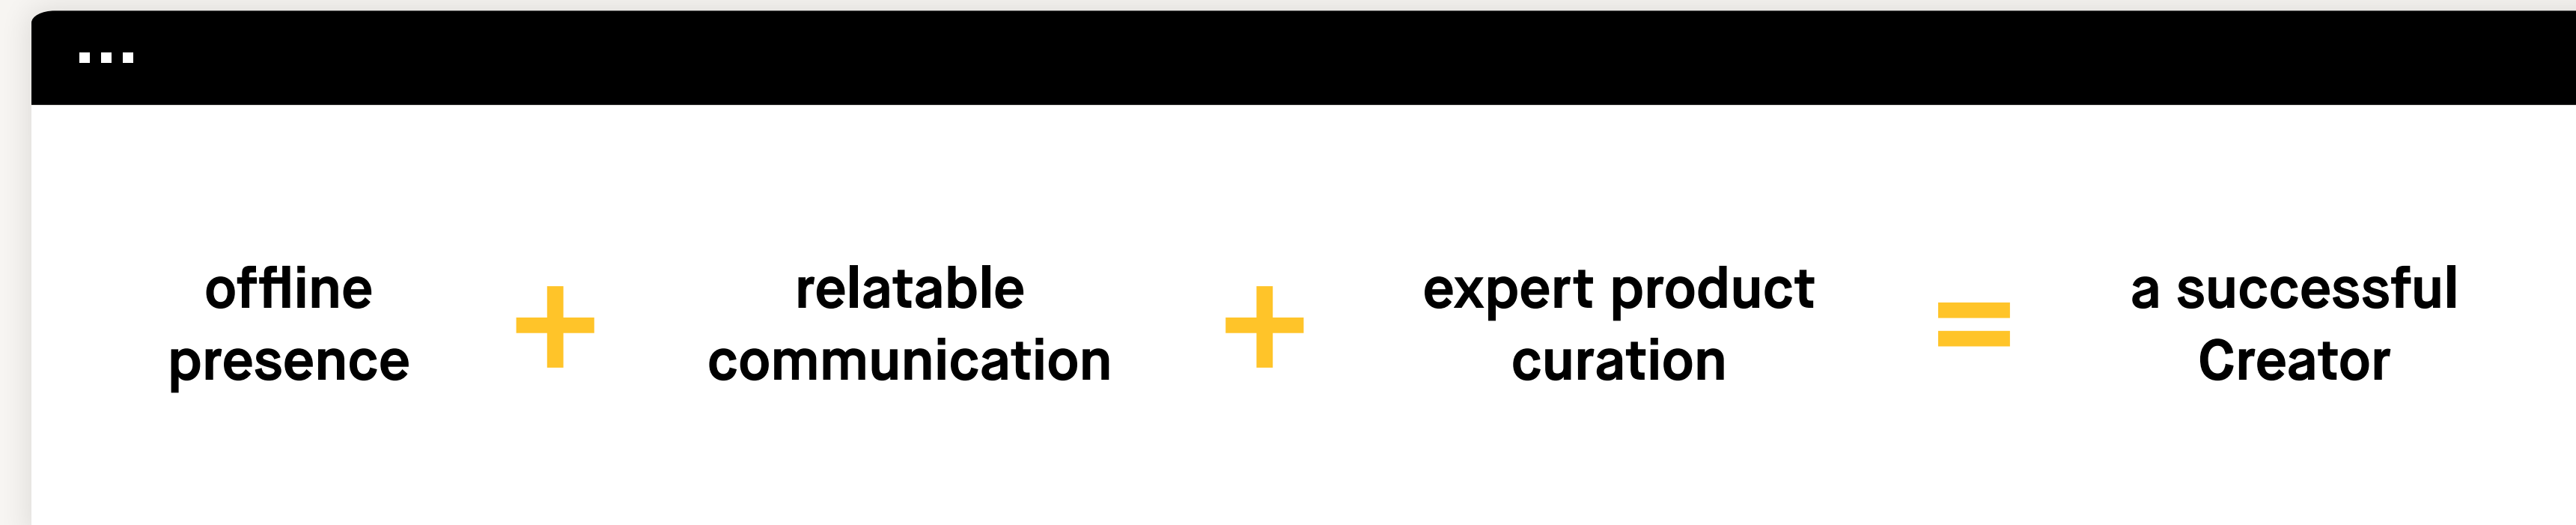 offline
presence
+
relatable
communication
+
expert product
curation
=
a successful
Creator